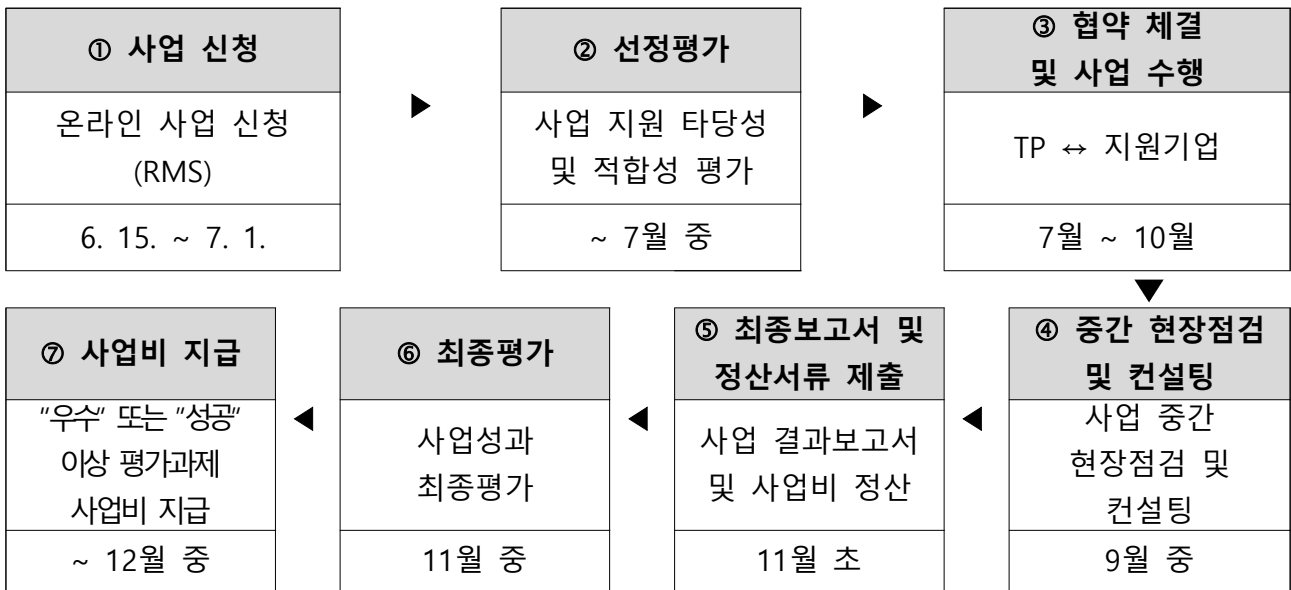 ① 사업 신청
온라인 사업 신청
(RMS)
6. 15. ~ 7. 1.
▶
② 선정평가
사업 지원 타당성
및 적합성 평가
~ 7월 중
▶
③ 협약 체결
및 사업 수행
TP ↔ 지원기업
7월 ~ 10월
▼
④ 중간 현장점검
및 컨설팅
사업 중간
현장점검 및
컨설팅
9월 중
◀
⑤ 최종보고서 및
정산서류 제출
사업 결과보고서
및 사업비 정산
11월 초
◀
⑥ 최종평가
사업성과
최종평가
11월 중
◀
⑦ 사업비 지급
"우수" 또는 "성공"
이상 평가과제
사업비 지급
~ 12월 중